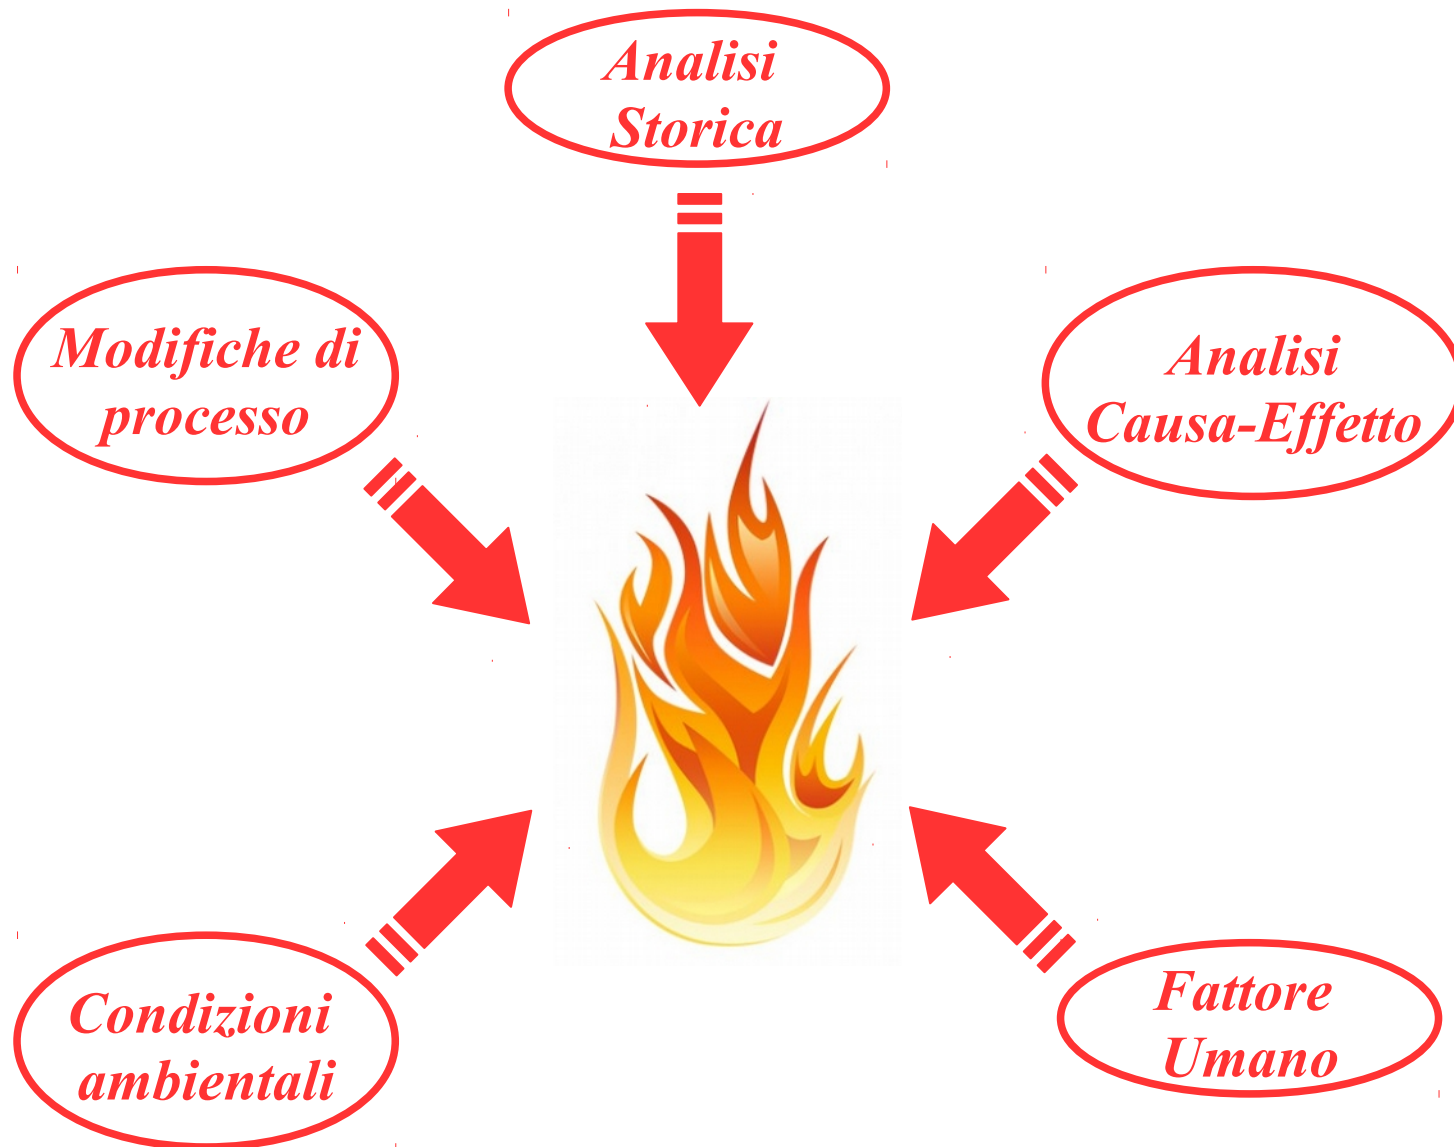 Analisi
Storica
Modifiche di
processo
Analisi
Causa-Effetto
Condizioni
ambientali
Fattore
Umano